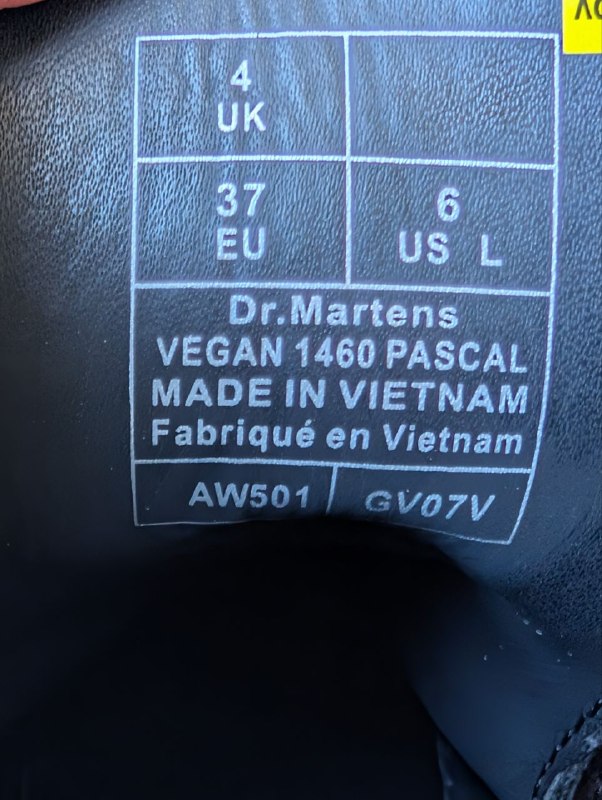 4
UK
37
EU
6
US L
Dr.Martens
VEGAN 1460 PASCAL
MADE IN VIETNAM
Fabriqué en Vietnam
AW501
GV07V